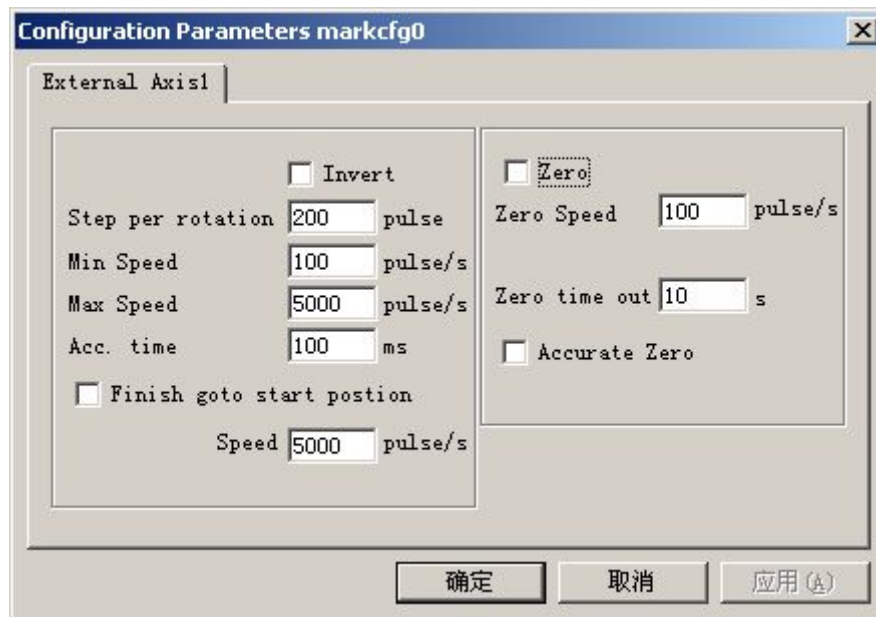 Configuration Parameters markcfg0
External Axis1
Invert
Step per rotation 200 pulse
Min Speed 100 pulse/s
Max Speed 5000 pulse/s
Acc. time 100 ms
Finish goto start postion
Speed 5000 pulse/s
Zero
Zero Speed 100 pulse/s
Zero time out 10 s
Accurate Zero
确定 取消 应用(A)